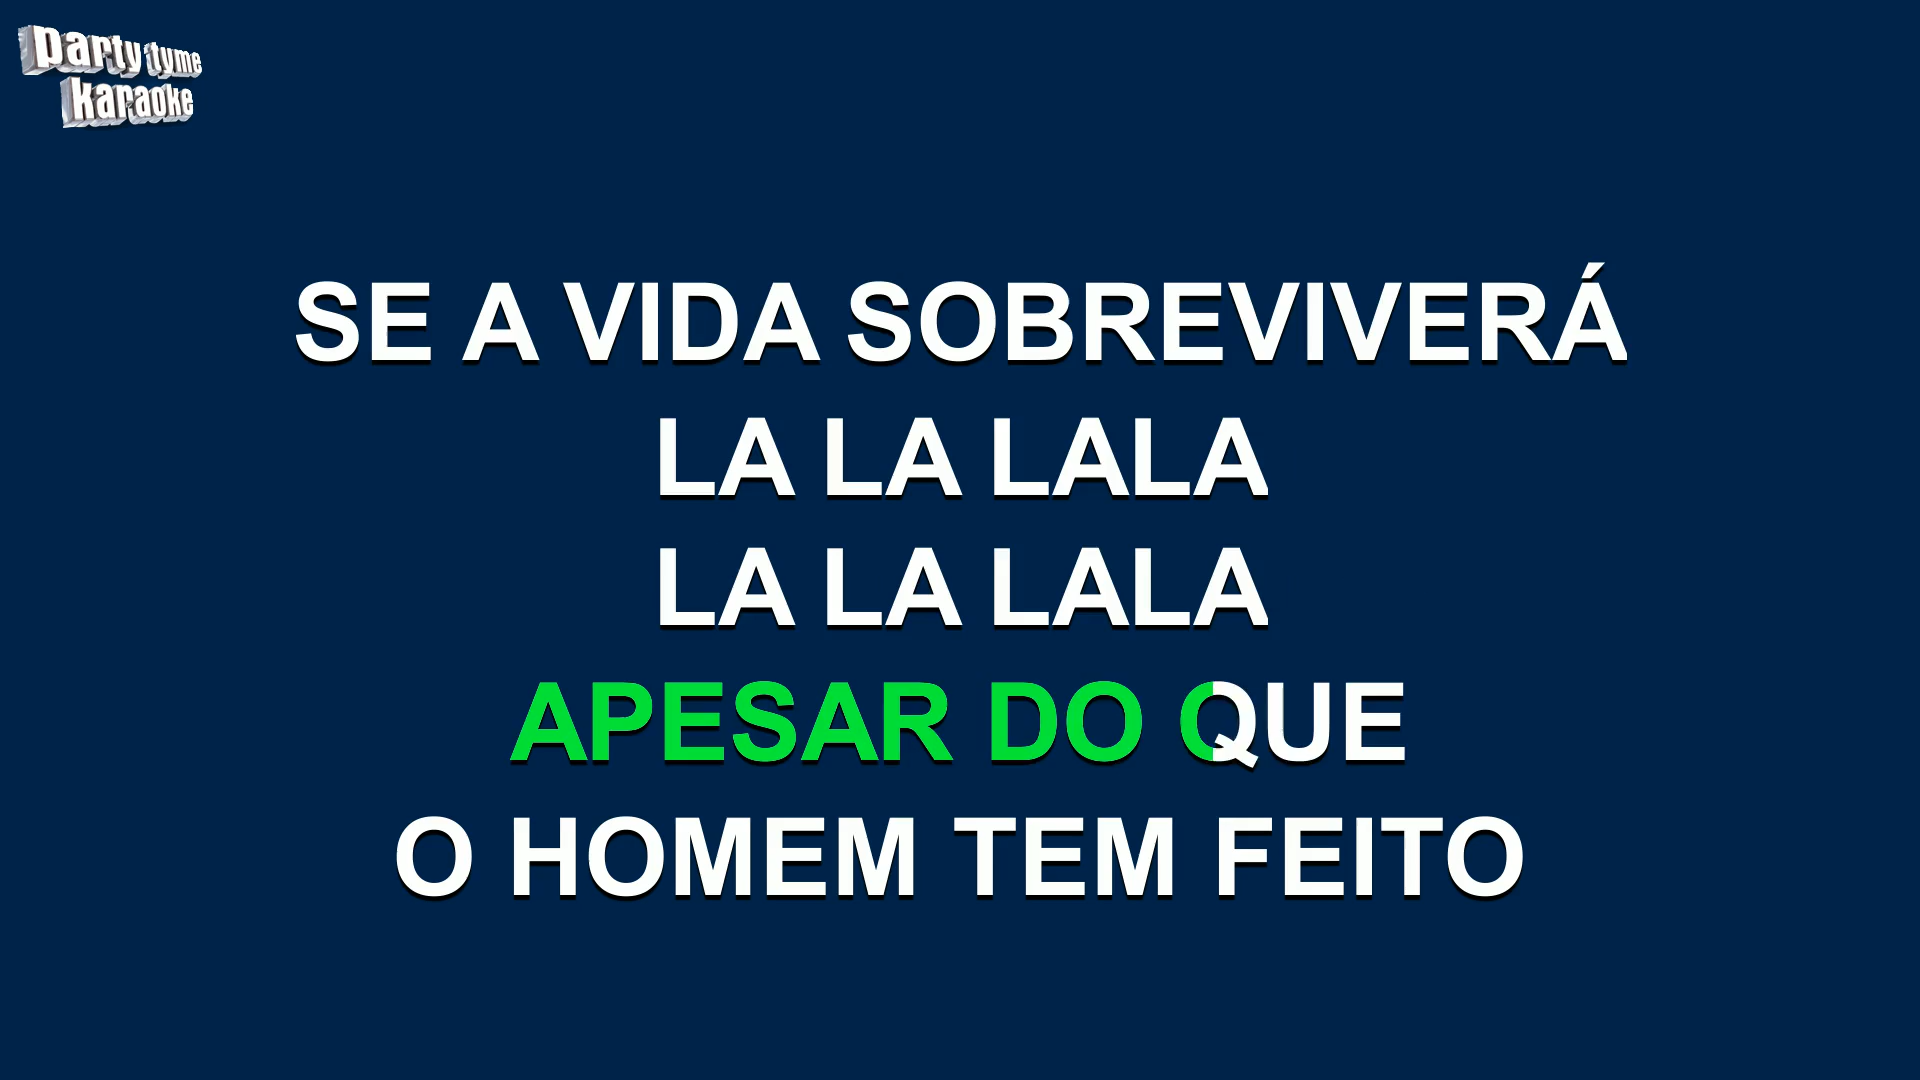 party tyme
karaoke
SE A VIDA SOBREVIVERÁ
LA LA LALA
LA LA LALA
APESAR DO QUE
O HOMEM TEM FEITO